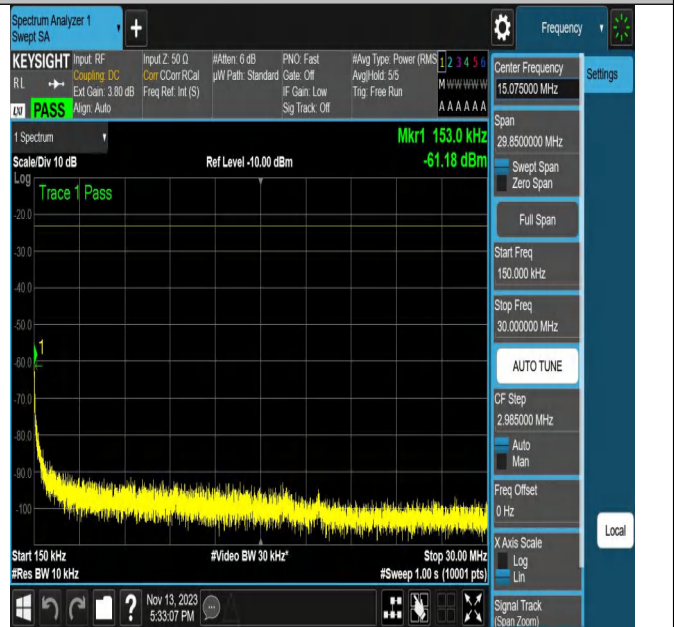 Spectrum Analyzer 1
Swept SA
+
Frequency
KEYSIGHT
RL
LXI PASS
Input: RF
Coupling: DC
Ext Gain: 3.80 dB
Align: Auto
Input Z: 50 Ω
Corr CCorr RCal
Freq Ref: Int (S)
#Atten: 6 dB
µW Path: Standard
PNO: Fast
Gate: Off
IF Gain: Low
Sig Track: Off
#Avg Type: Power (RMS
Avg|Hold: 5/5
Trig: Free Run
1 2 3 4 5 6
M W W W W W
A A A A A A
1 Spectrum
Scale/Div 10 dB
Ref Level -10.00 dBm
Mkr1 153.0 kHz
-61.18 dBm
Log
Trace 1 Pass
-20.0
-30.0
-40.0
-50.0
1
-60.0
-70.0
-80.0
-90.0
-100
Start 150 kHz
#Video BW 30 kHz*
Stop 30.00 MHz
#Res BW 10 kHz
#Sweep 1.00 s (10001 pts)
Center Frequency
15.075000 MHz
Settings
Span
29.8500000 MHz
Swept Span
Zero Span
Full Span
Start Freq
150.000 kHz
Stop Freq
30.000000 MHz
AUTO TUNE
CF Step
2.985000 MHz
Auto
Man
Freq Offset
0 Hz
X Axis Scale
Log
Lin
Local
Signal Track
(Span Zoom)
?
Nov 13, 2023
5:33:07 PM